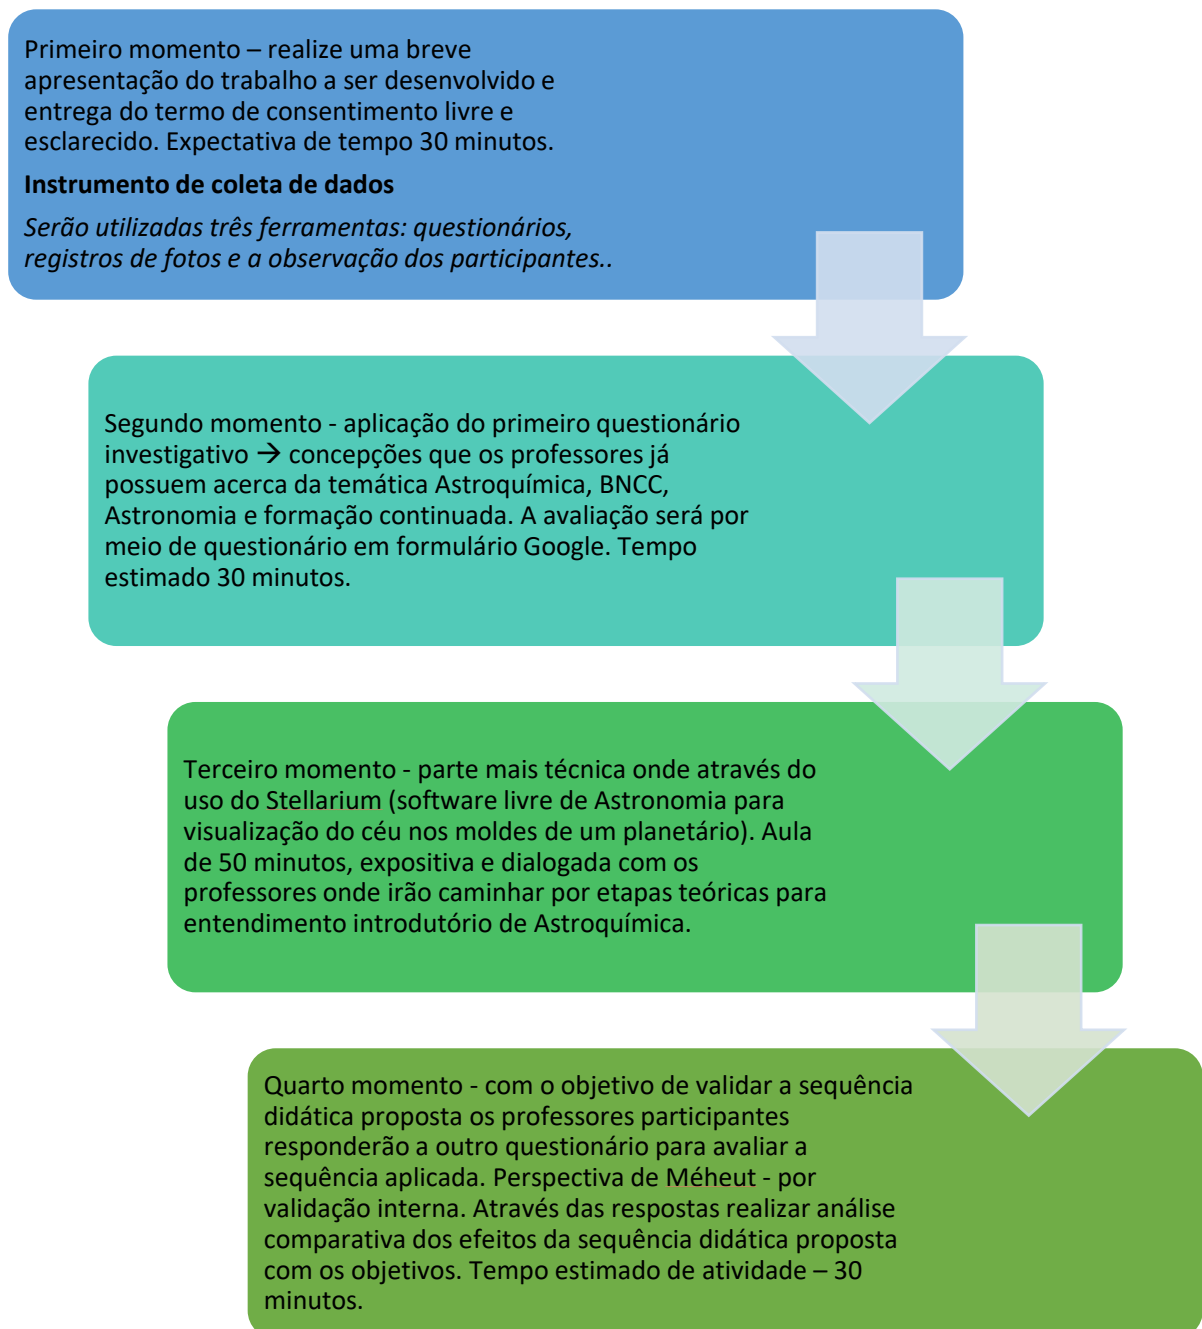 Primeiro momento – realize uma breve
apresentação do trabalho a ser desenvolvido e
entrega do termo de consentimento livre e
esclarecido. Expectativa de tempo 30 minutos.
Instrumento de coleta de dados
Serão utilizadas três ferramentas: questionários,
registros de fotos e a observação dos participantes..
Segundo momento - aplicação do primeiro questionário
investigativo → concepções que os professores já
possuem acerca da temática Astroquímica, BNCC,
Astronomia e formação continuada. A avaliação será por
meio de questionário em formulário Google. Tempo
estimado 30 minutos.
Terceiro momento - parte mais técnica onde através do
uso do Stellarium (software livre de Astronomia para
visualização do céu nos moldes de um planetário). Aula
de 50 minutos, expositiva e dialogada com os
professores onde irão caminhar por etapas teóricas para
entendimento introdutório de Astroquímica.
Quarto momento - com o objetivo de validar a sequência
didática proposta os professores participantes
responderão a outro questionário para avaliar a
sequência aplicada. Perspectiva de Méheut - por
validação interna. Através das respostas realizar análise
comparativa dos efeitos da sequência didática proposta
com os objetivos. Tempo estimado de atividade – 30
minutos.